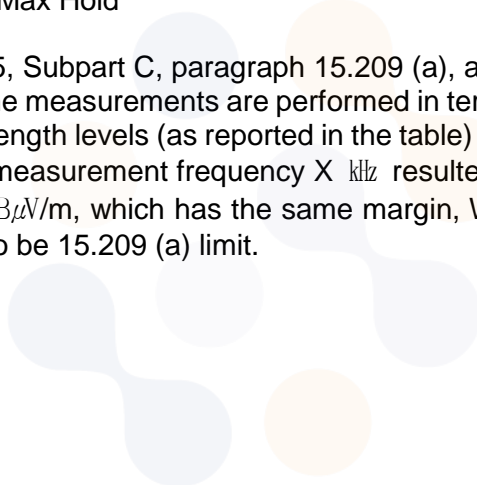 Max Hold
5, Subpart C, paragraph 15.209 (a), a
ne measurements are performed in ter
ength levels (as reported in the table)
measurement frequency X ㎑ resulte
BµV/m, which has the same margin, W
o be 15.209 (a) limit.